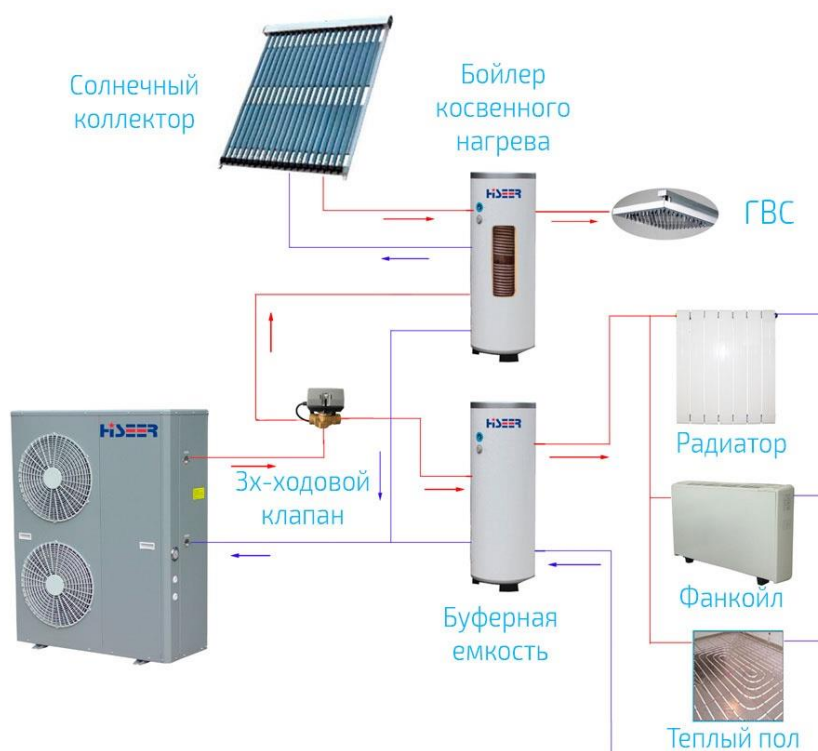 Солнечный
коллектор
Бойлер
косвенного
нагрева
HISEER
ГВС
HISEER
3х-ходовой
клапан
HISEER
Радиатор
Фанкойл
Буферная
емкость
Теплый пол